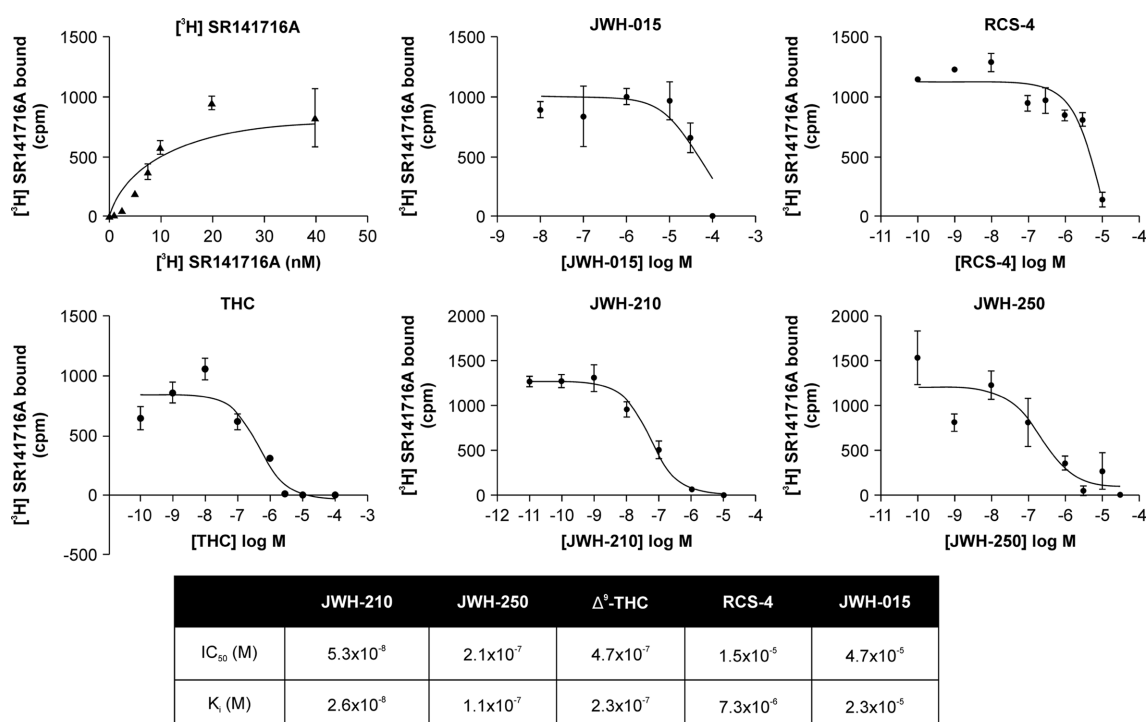 [³H] SR141716A
1500
1000
500
0
0 10 20 30 40 50
[³H] SR141716A bound
(cpm)
[³H] SR141716A (nM)
JWH-015
1500
1000
500
0
-9 -8 -7 -6 -5 -4 -3
[³H] SR141716A bound
(cpm)
[JWH-015] log M
RCS-4
1500
1000
500
0
-11 -10 -9 -8 -7 -6 -5 -4
[³H] SR141716A bound
(cpm)
[RCS-4] log M
THC
1500
1000
500
0
-500
-10 -9 -8 -7 -6 -5 -4 -3
[³H] SR141716A bound
(cpm)
[THC] log M
JWH-210
2000
1500
1000
500
0
-12 -11 -10 -9 -8 -7 -6 -5 -4
[³H] SR141716A bound
(cpm)
[JWH-210] log M
JWH-250
2000
1500
1000
500
0
-11 -10 -9 -8 -7 -6 -5 -4
[³H] SR141716A bound
(cpm)
[JWH-250] log M
JWH-210 JWH-250 Δ⁹-THC RCS-4 JWH-015
IC₅₀ (M) 5.3x10⁻⁸ 2.1x10⁻⁷ 4.7x10⁻⁷ 1.5x10⁻⁵ 4.7x10⁻⁵
Kᵢ (M) 2.6x10⁻⁸ 1.1x10⁻⁷ 2.3x10⁻⁷ 7.3x10⁻⁶ 2.3x10⁻⁵